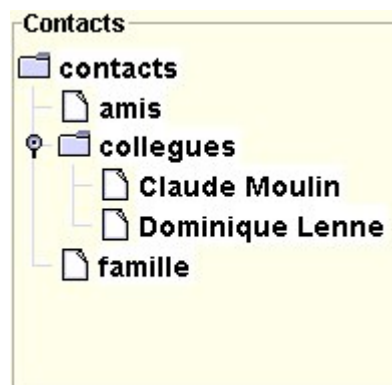 Contacts
contacts
amis
collegues
Claude Moulin
Dominique Lenne
famille